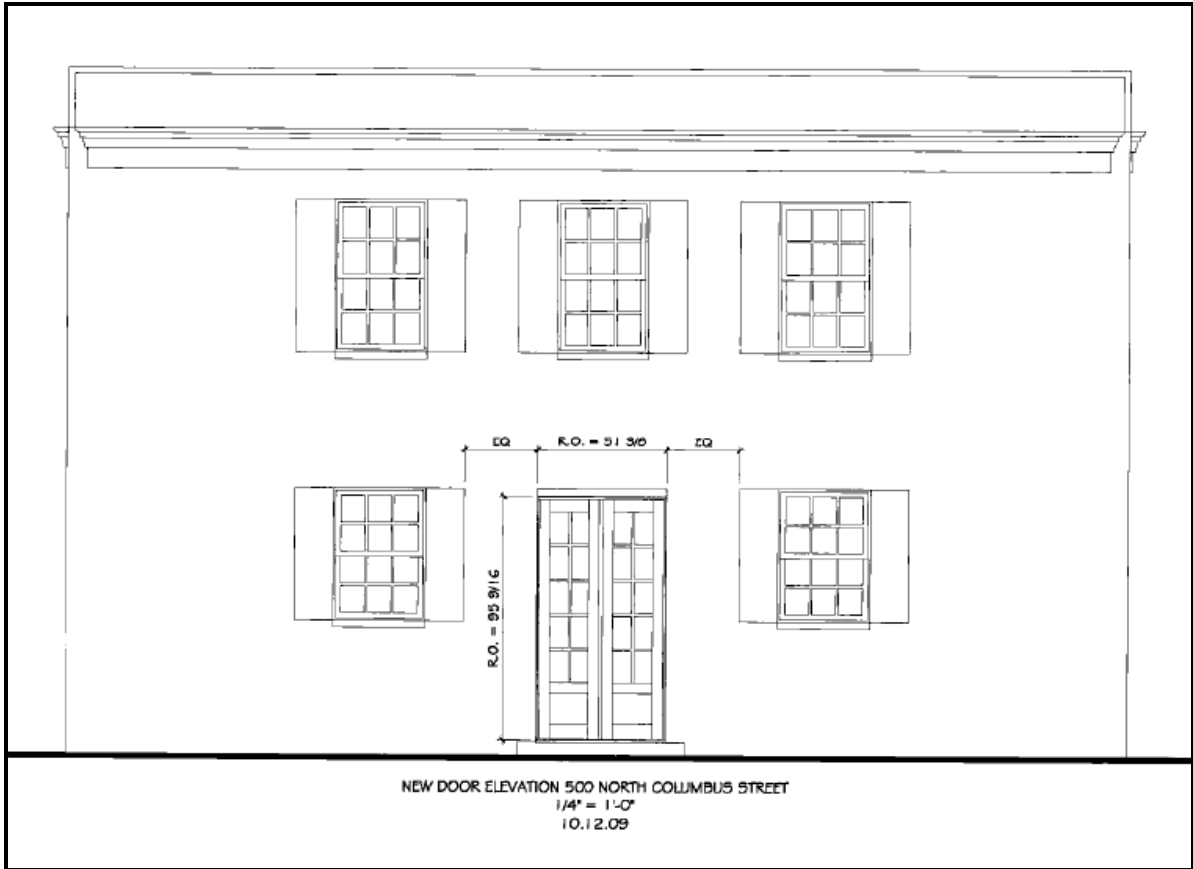 EQ R.O. = 51 3/8 EQ
R.O. = 95 9/16
NEW DOOR ELEVATION 500 NORTH COLUMBUS STREET
1/4" = 1'-0"
10.12.09